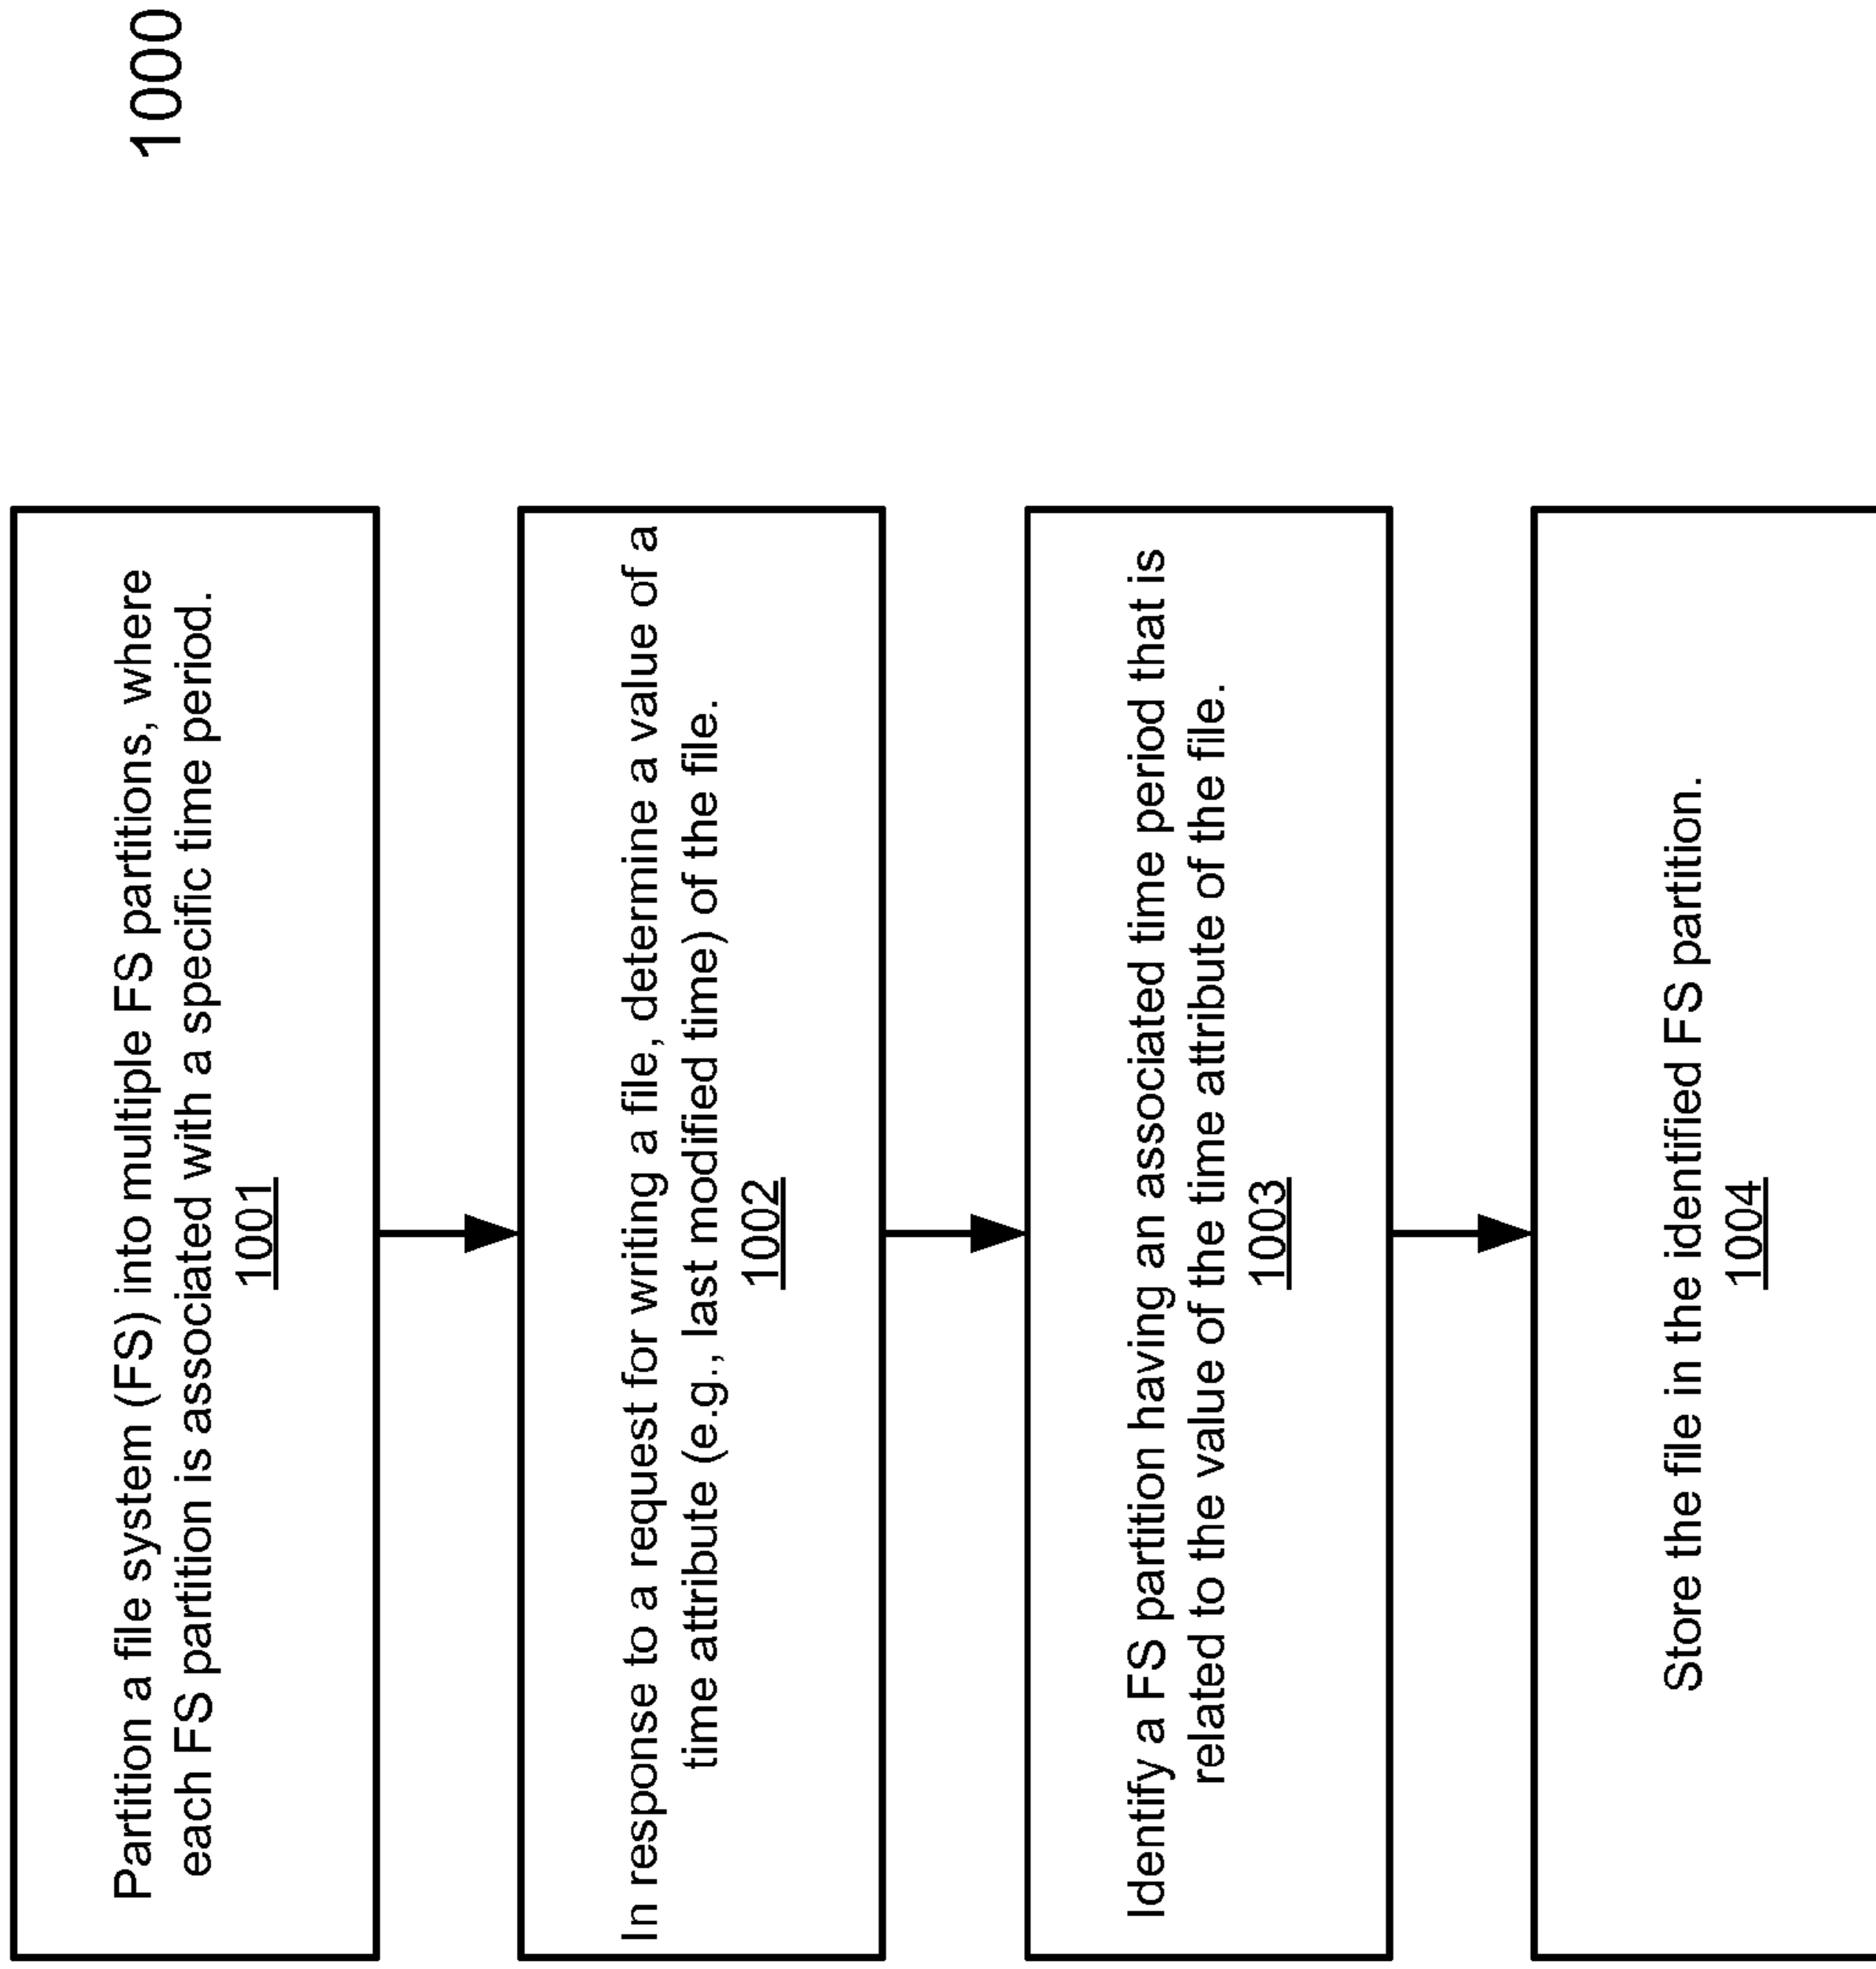 1000
Partition a file system (FS) into multiple FS partitions, where
each FS partition is associated with a specific time period.
1001
In response to a request for writing a file, determine a value of a
time attribute (e.g., last modified time) of the file.
1002
Identify a FS partition having an associated time period that is
related to the value of the time attribute of the file.
1003
Store the file in the identified FS partition.
1004